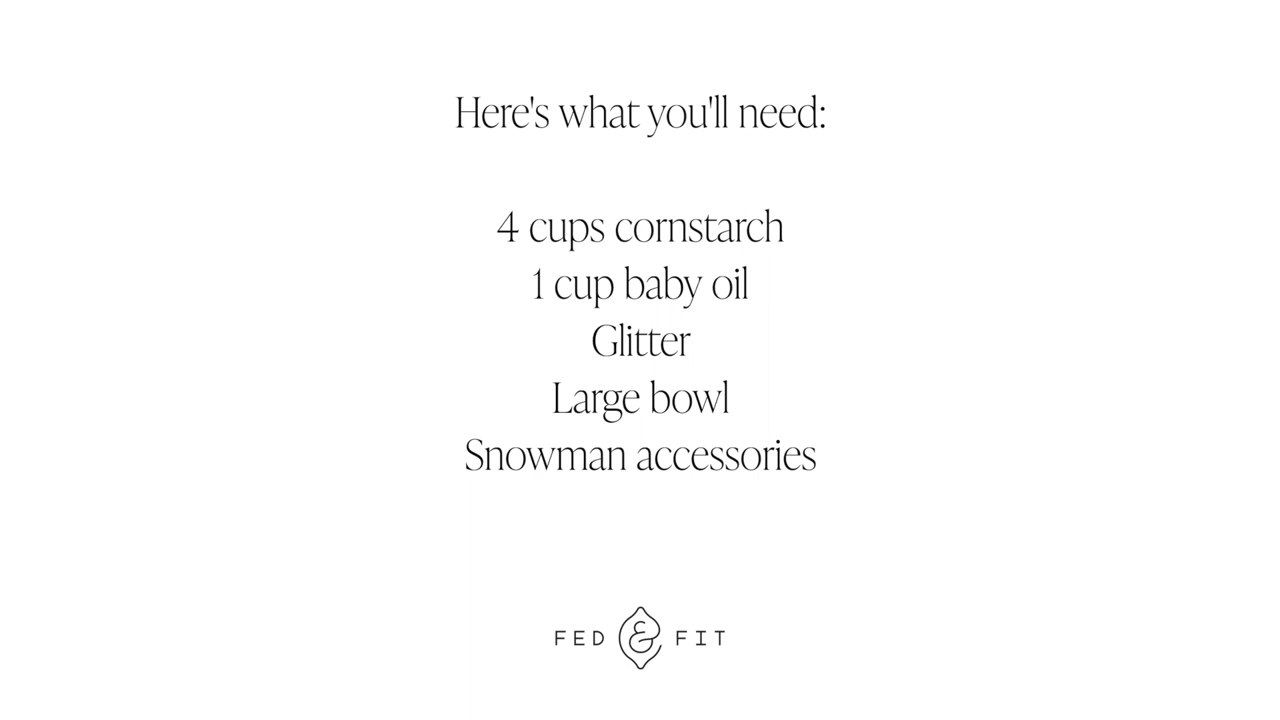 Here's what you'll need:
4 cups cornstarch
1 cup baby oil
Glitter
Large bowl
Snowman accessories
FED & FIT